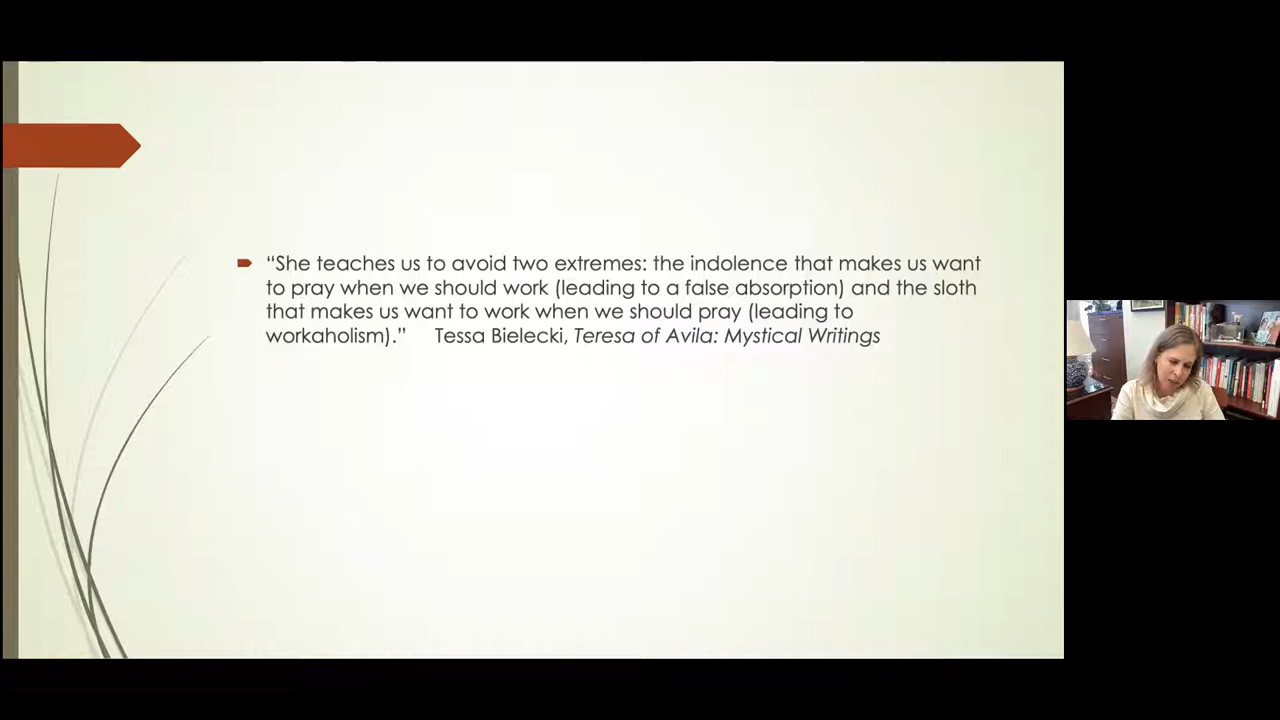 “She teaches us to avoid two extremes: the indolence that makes us want
to pray when we should work (leading to a false absorption) and the sloth
that makes us want to work when we should pray (leading to
workaholism).” Tessa Bielecki, Teresa of Avila: Mystical Writings